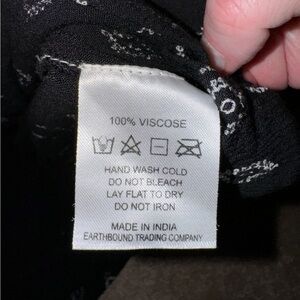 100% VISCOSE
HAND WASH COLD
DO NOT BLEACH
LAY FLAT TO DRY
DO NOT IRON
MADE IN INDIA
EARTHBOUND TRADING COMPANY